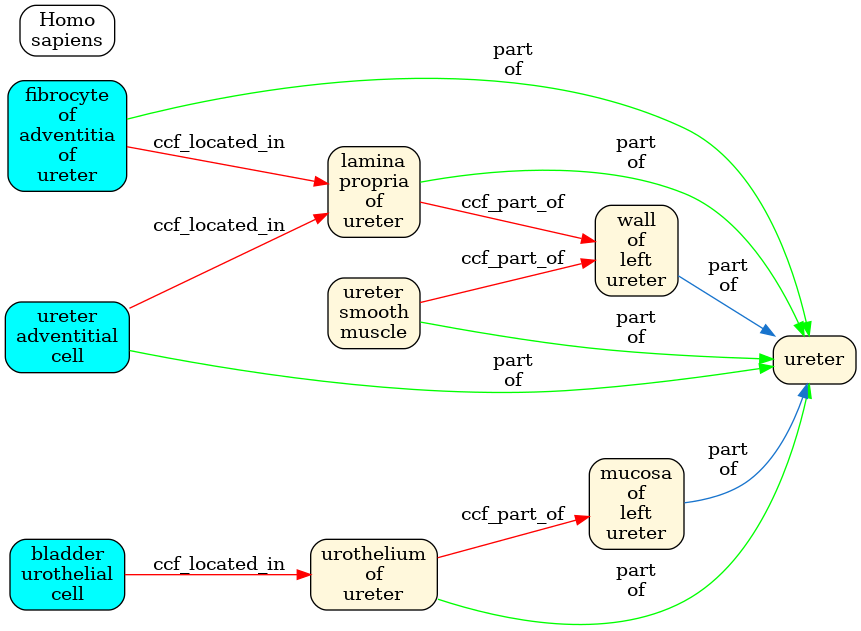 Homo
sapiens
fibrocyte
of
adventitia
of
ureter
ureter
adventitial
cell
bladder
urothelial
cell
ccf_located_in
ccf_located_in
ccf_located_in
lamina
propria
of
ureter
ureter
smooth
muscle
urothelium
of
ureter
part
of
ccf_part_of
ccf_part_of
part
of
ccf_part_of
part
of
part
of
part
of
wall
of
left
ureter
mucosa
of
left
ureter
part
of
part
of
ureter